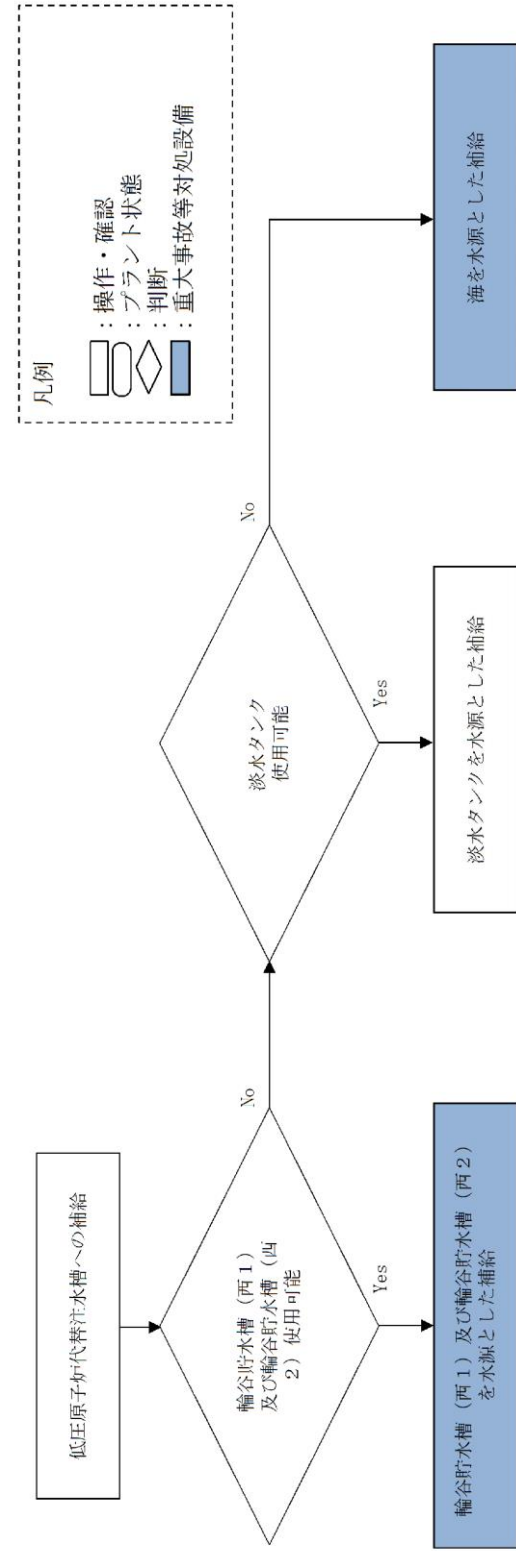 凡例
：操作・確認
：プラント状態
：判断
：重大事故等対処設備
低圧原子炉代替注水槽への補給
輪谷貯水槽（西１）
及び輪谷貯水槽（西
２）使用可能
No
Yes
輪谷貯水槽（西１）及び輪谷貯水槽（西２）
を水源とした補給
淡水タンク
使用可能
No
Yes
淡水タンクを水源とした補給
海を水源とした補給